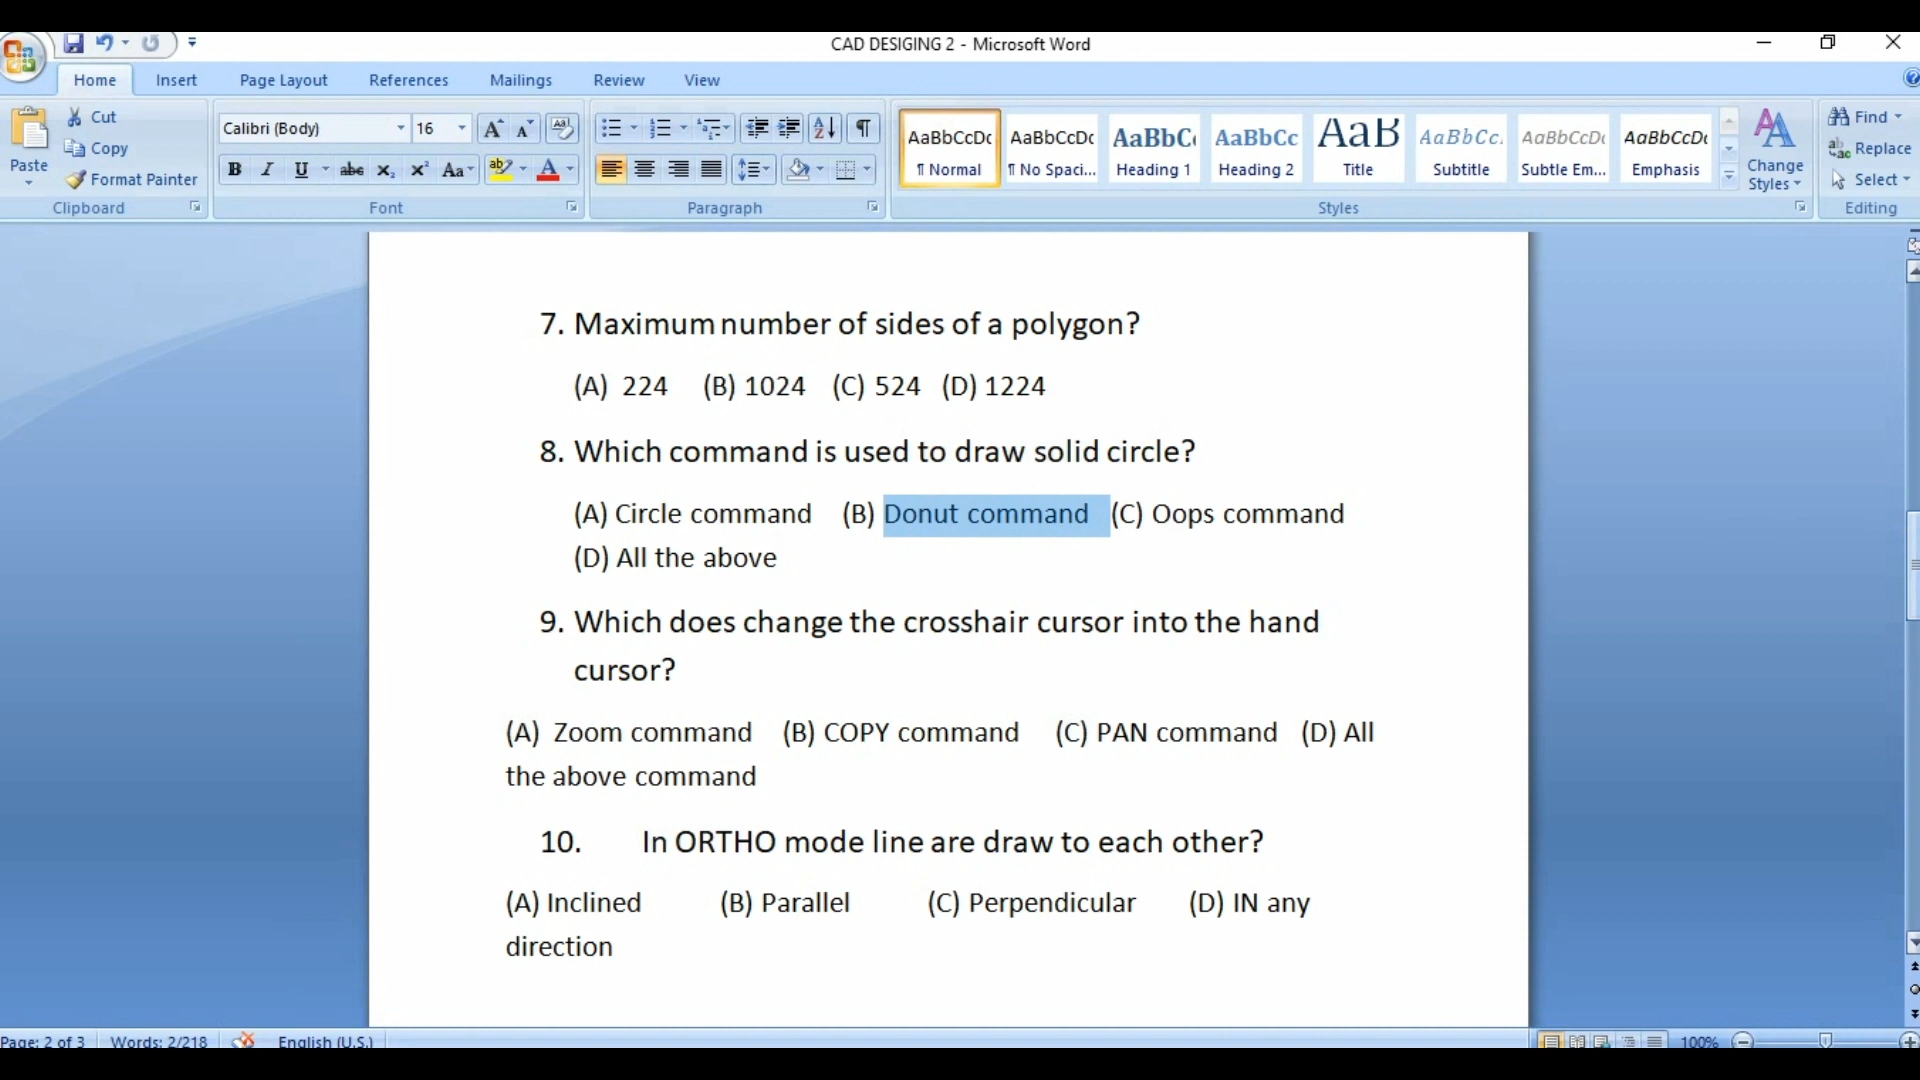 CAD DESIGING 2 - Microsoft Word
Home Insert Page Layout References Mailings Review View
Paste
Cut
Copy
Format Painter
Clipboard
Calibri (Body) 16
B I U abc x₂ x² Aa
Font
Paragraph
AaBbCcDc AaBbCcDc AaBbC AaBbCc AaB AaBbCc. AaBbCcDc AaBbCcDc
¶ Normal ¶ No Spaci... Heading 1 Heading 2 Title Subtitle Subtle Em... Emphasis
Change
Styles
Styles
Find
Replace
Select
Editing
7. Maximum number of sides of a polygon?
(A) 224 (B) 1024 (C) 524 (D) 1224
8. Which command is used to draw solid circle?
(A) Circle command (B) Donut command (C) Oops command
(D) All the above
9. Which does change the crosshair cursor into the hand
cursor?
(A) Zoom command (B) COPY command (C) PAN command (D) All
the above command
10. In ORTHO mode line are draw to each other?
(A) Inclined (B) Parallel (C) Perpendicular (D) IN any
direction
Page: 2 of 3 Words: 2/218 English (U.S.) 100%